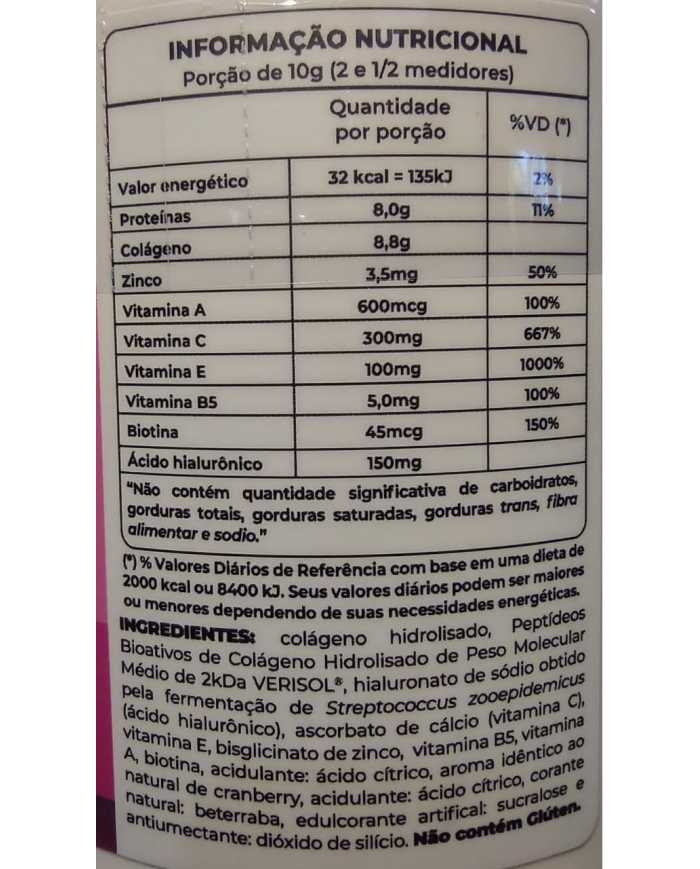 INFORMAÇÃO NUTRICIONAL
Porção de 10g (2 e 1/2 medidores)
Quantidade por porção %VD (*)
Valor energético 32 kcal = 135kJ 2%
Proteínas 8,0g 11%
Colágeno 8,8g
Zinco 3,5mg 50%
Vitamina A 600mcg 100%
Vitamina C 300mg 667%
Vitamina E 100mg 1000%
Vitamina B5 5,0mg 100%
Biotina 45mcg 150%
Ácido hialurônico 150mg
"Não contém quantidade significativa de carboidratos,
gorduras totais, gorduras saturadas, gorduras trans, fibra
alimentar e sodio."
(*) % Valores Diários de Referência com base em uma dieta de
2000 kcal ou 8400 kJ. Seus valores diários podem ser maiores
ou menores dependendo de suas necessidades energéticas.
INGREDIENTES: colágeno hidrolisado, Peptídeos
Bioativos de Colágeno Hidrolisado de Peso Molecular
Médio de 2kDa VERISOL®, hialuronato de sódio obtido
pela fermentação de Streptococcus zooepidemicus
(ácido hialurônico), ascorbato de cálcio (vitamina C),
vitamina E, bisglicinato de zinco, vitamina B5, vitamina
A, biotina, acidulante: ácido cítrico, aroma idêntico ao
natural de cranberry, acidulante: ácido cítrico, corante
natural: beterraba, edulcorante artifical: sucralose e
antiumectante: dióxido de silício. Não contém Glúten.